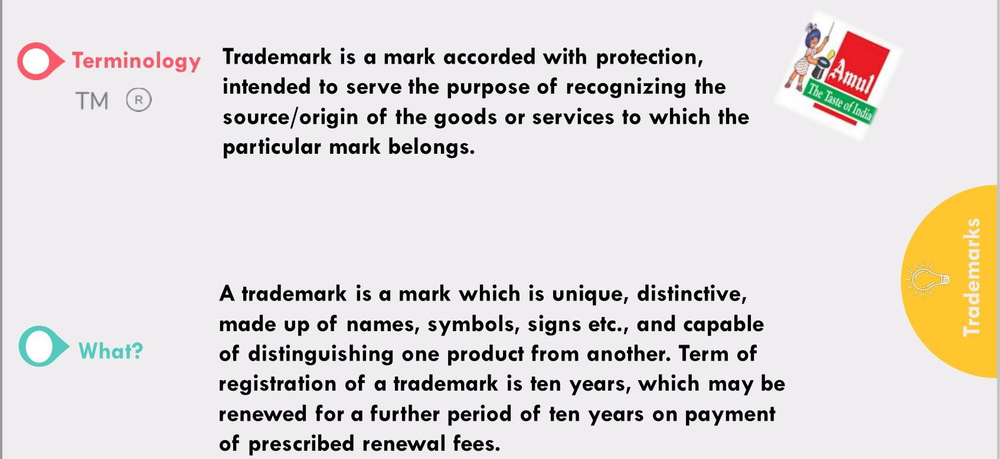 Terminology
TM ®
Trademark is a mark accorded with protection,
intended to serve the purpose of recognizing the
source/origin of the goods or services to which the
particular mark belongs.
Amul
The Taste of India
Trademarks
What?
A trademark is a mark which is unique, distinctive,
made up of names, symbols, signs etc., and capable
of distinguishing one product from another. Term of
registration of a trademark is ten years, which may be
renewed for a further period of ten years on payment
of prescribed renewal fees.